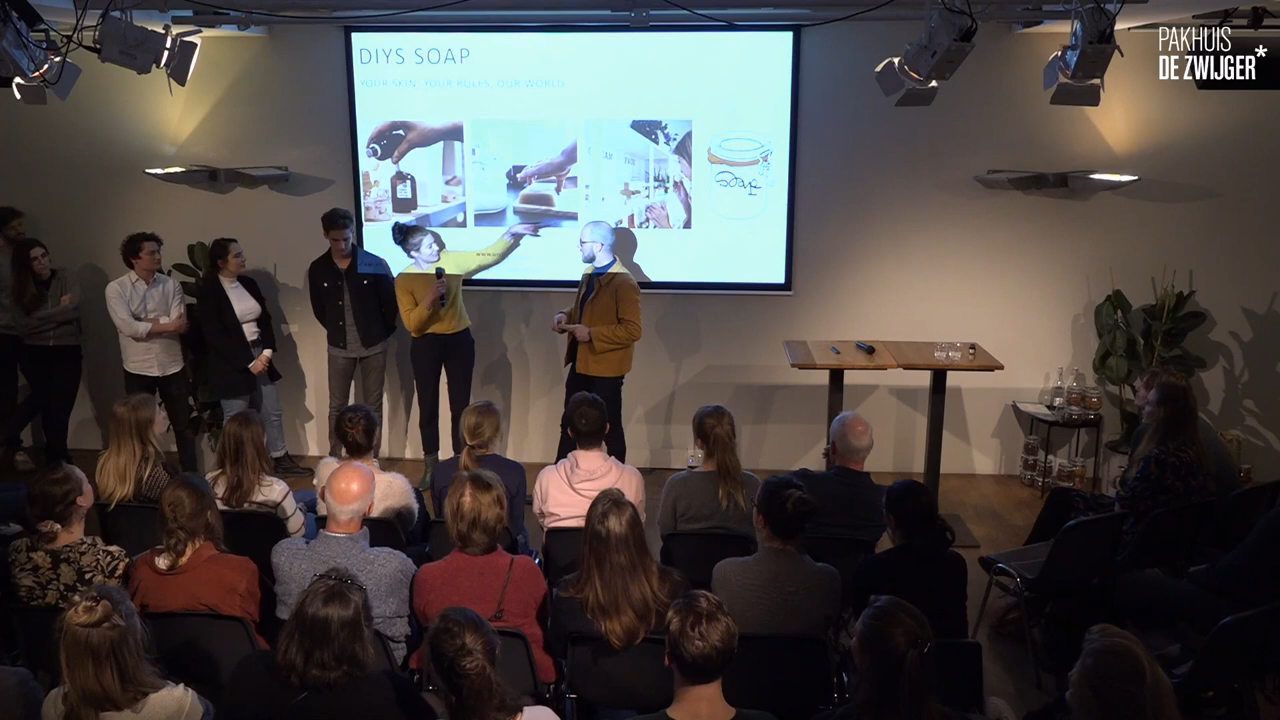 DIYS SOAP
YOUR SKIN, YOUR RULES, OUR WORLD
soap
PAKHUIS
DE ZWIJGER*